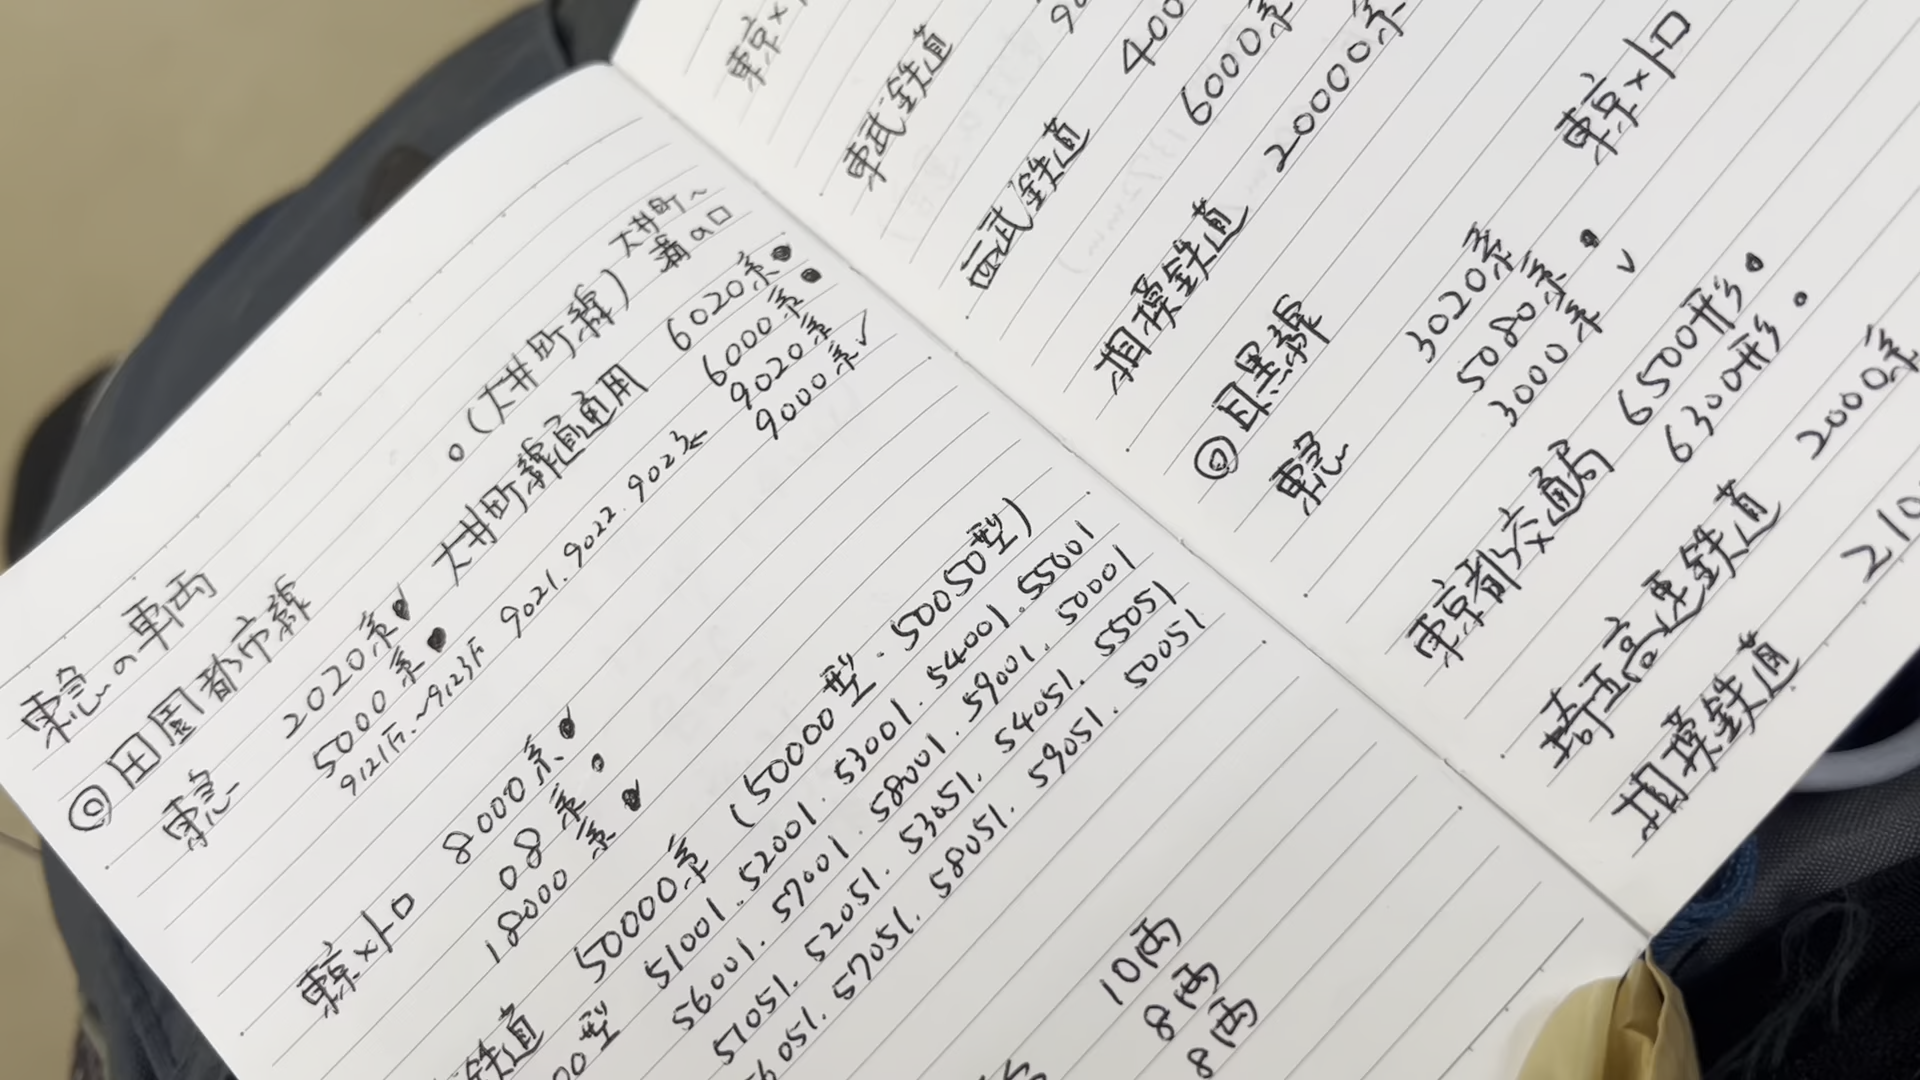 東急の車両
◎田園都市線 。(大井町線) 大井町〜
溝の口
東急 2020系✓ 大井町線直通用 6020系●
5000系● 6000系●
9020系
9121F.〜9123F 9021. 9022. 9023 ← 9000系✓
東京メトロ 8000系●
08系●
18000系●
鉄道 50000系 (50000型・50050型)
00型 51001. 52001. 53001. 54001. 55001
56001. 57001. 58001. 59001. 50001
51051. 52051. 53051. 54051. 55051
56051. 57051. 58051. 59051. 50051
10両
8両
8両
東京メト
東武鉄道
西武鉄道 400
6000系
相模鉄道 20000系
◎目黒線
東急 3020系
5080系●
3000系✓
東京メトロ
東京都交通局 6500形●
6300形●
埼玉高速鉄道 2000系
相模鉄道 210